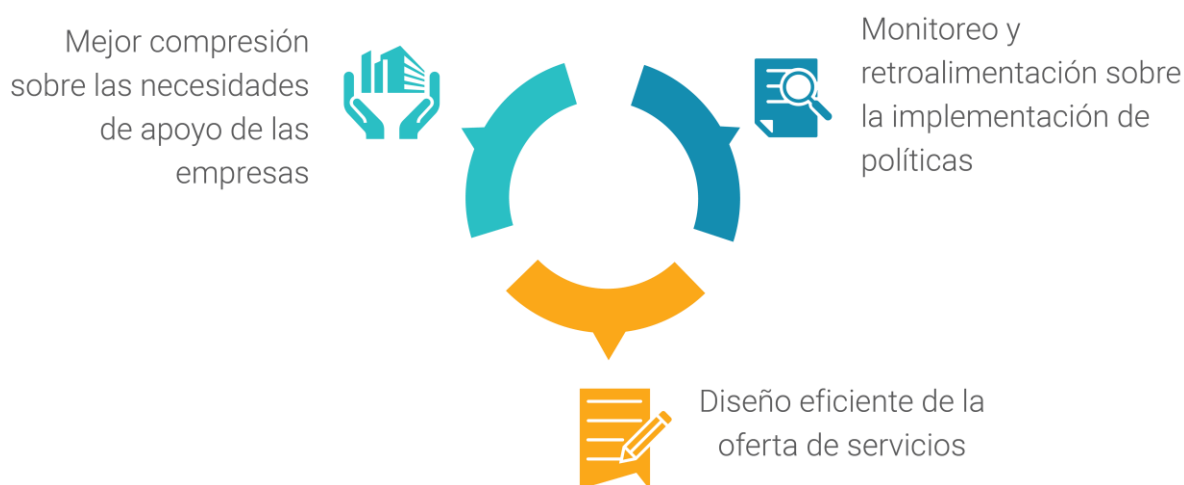 Mejor compresión
sobre las necesidades
de apoyo de las
empresas
Monitoreo y
retroalimentación sobre
la implementación de
políticas
Diseño eficiente de la
oferta de servicios